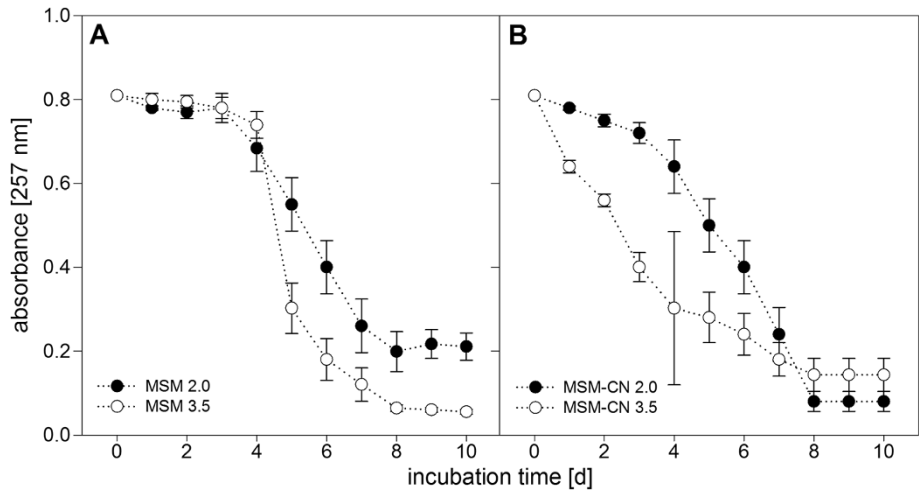 A
B
absorbance [257 nm]
1.0
0.8
0.6
0.4
0.2
0.0
MSM 2.0
MSM 3.5
MSM-CN 2.0
MSM-CN 3.5
0 2 4 6 8 10 0 2 4 6 8 10
incubation time [d]